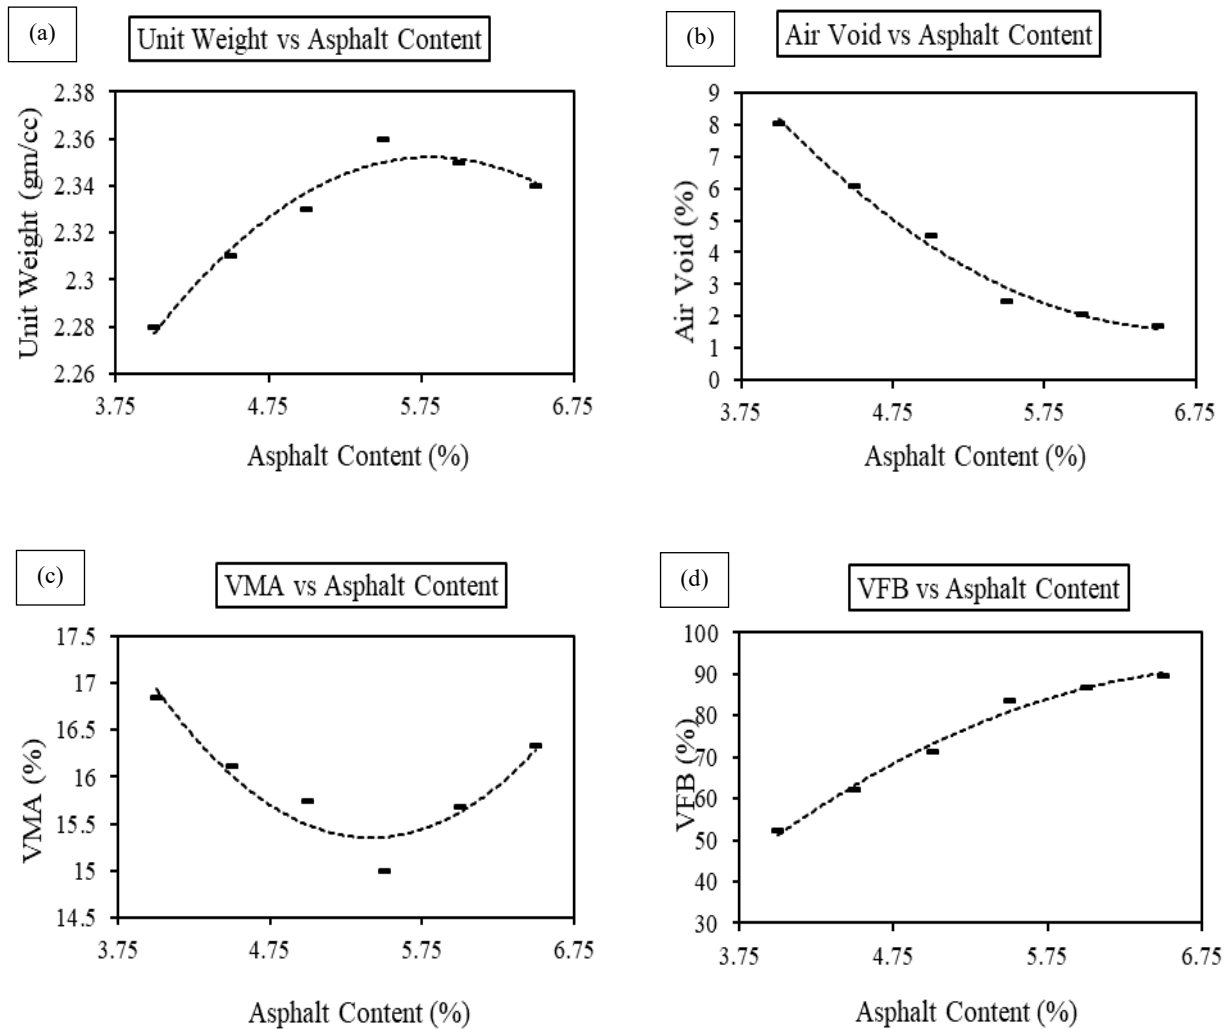 (a)
Unit Weight vs Asphalt Content
2.38
2.36
2.34
2.32
2.3
2.28
2.26
Unit Weight (gm/cc)
3.75 4.75 5.75 6.75
Asphalt Content (%)
(b)
Air Void vs Asphalt Content
9
8
7
6
5
4
3
2
1
0
Air Void (%)
3.75 4.75 5.75 6.75
Asphalt Content (%)
(c)
VMA vs Asphalt Content
17.5
17
16.5
16
15.5
15
14.5
VMA (%)
3.75 4.75 5.75 6.75
Asphalt Content (%)
(d)
VFB vs Asphalt Content
100
90
80
70
60
50
40
30
VFB (%)
3.75 4.75 5.75 6.75
Asphalt Content (%)